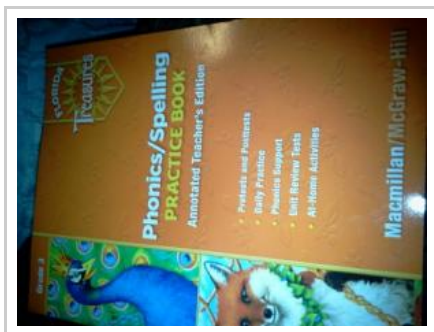 Grade 3
FLORIDA
Treasures
Phonics/Spelling
PRACTICE BOOK
Annotated Teacher's Edition
• Pretests and Posttests
• Daily Practice
• Phonics Support
• Unit Review Tests
• At-Home Activities
Macmillan/McGraw-Hill